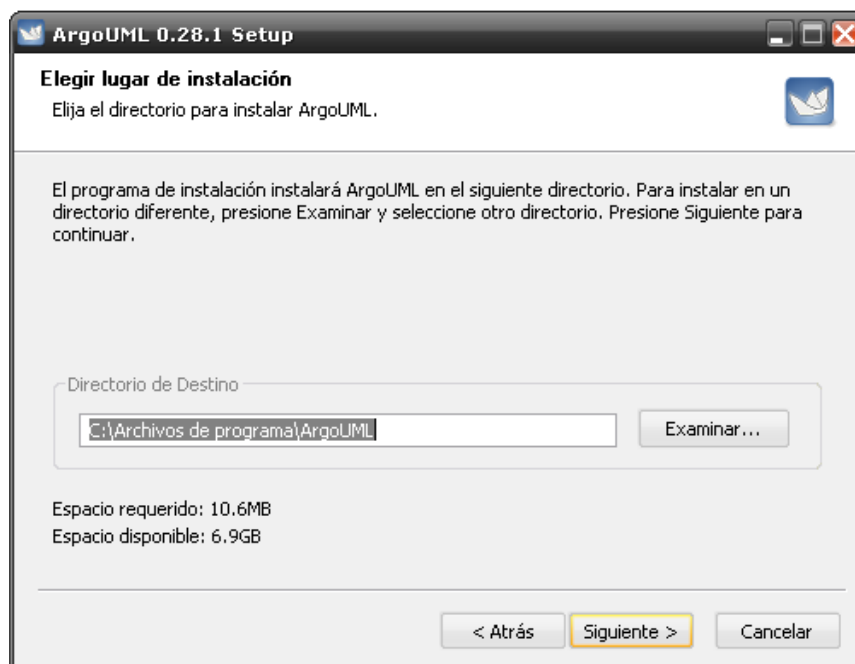 ArgoUML 0.28.1 Setup
Elegir lugar de instalación
Elija el directorio para instalar ArgoUML.
El programa de instalación instalará ArgoUML en el siguiente directorio. Para instalar en un
directorio diferente, presione Examinar y seleccione otro directorio. Presione Siguiente para
continuar.
Directorio de Destino
C:\Archivos de programa\ArgoUML
Examinar...
Espacio requerido: 10.6MB
Espacio disponible: 6.9GB
< Atrás
Siguiente >
Cancelar